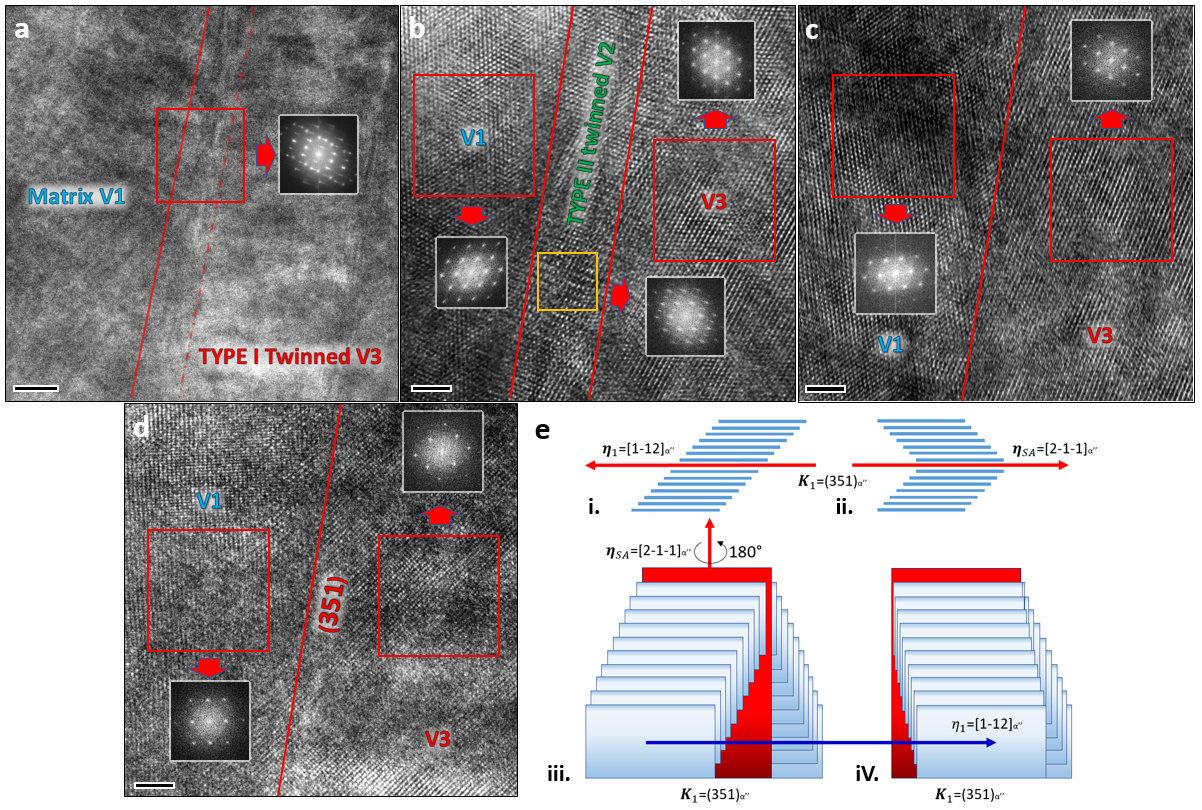 a
Matrix V1
TYPE I Twinned V3
b
V1
TYPE II twinned V2
V3
c
V1
V3
d
V1
(351)
V3
e
η₁=[1-12]α''
K₁=(351)α''
i.
η_SA=[2-1-1]α''
ii.
η_SA=[2-1-1]α''
180°
iii.
K₁=(351)α''
η₁=[1-12]α''
iV.
K₁=(351)α''